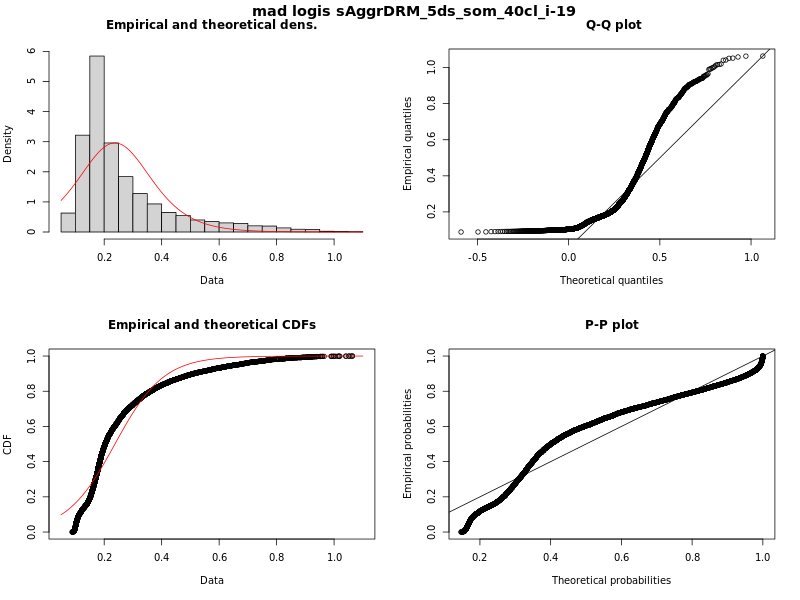 mad logis sAggrDRM_5ds_som_40cl_i-19
Empirical and theoretical dens.
Density
0 1 2 3 4 5 6
0.2 0.4 0.6 0.8 1.0
Data
Q-Q plot
Empirical quantiles
0.2 0.4 0.6 0.8 1.0
-0.5 0.0 0.5 1.0
Theoretical quantiles
Empirical and theoretical CDFs
CDF
0.0 0.2 0.4 0.6 0.8 1.0
0.2 0.4 0.6 0.8 1.0
Data
P-P plot
Empirical probabilities
0.0 0.2 0.4 0.6 0.8 1.0
0.2 0.4 0.6 0.8 1.0
Theoretical probabilities